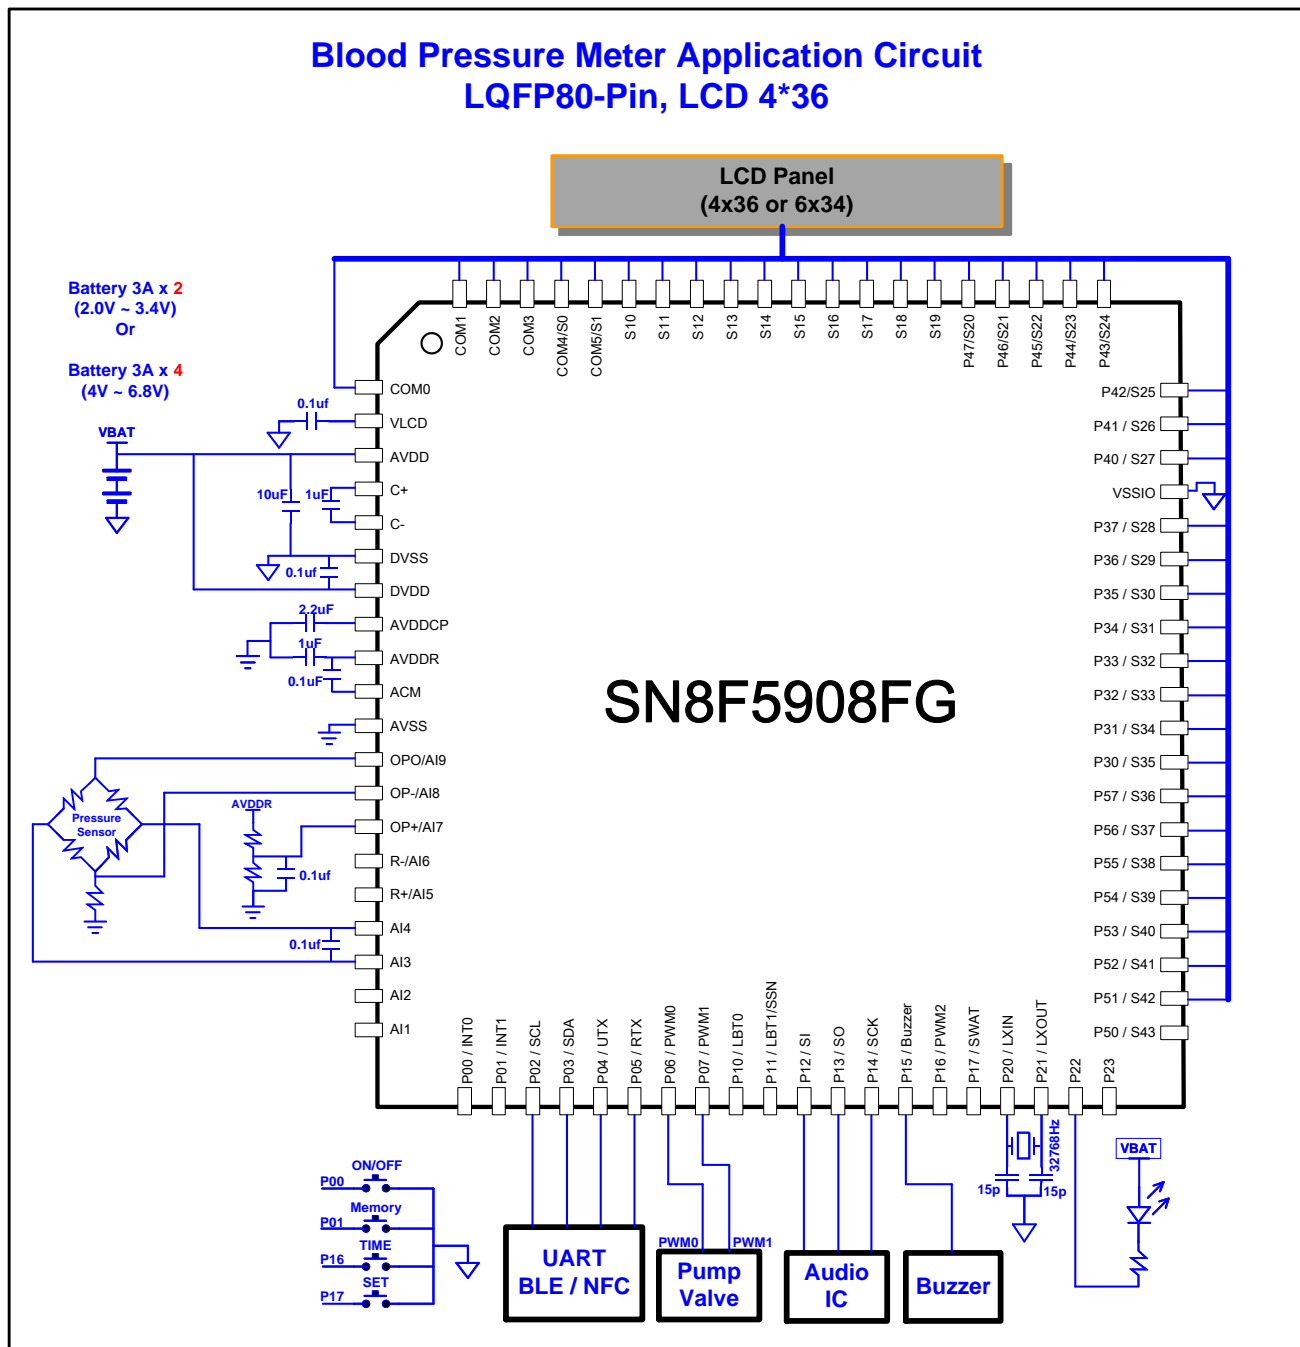 Blood Pressure Meter Application Circuit
LQFP80-Pin, LCD 4*36
LCD Panel
(4x36 or 6x34)
Battery 3A x 2
(2.0V ~ 3.4V)
Or
Battery 3A x 4
(4V ~ 6.8V)
VBAT
COM1
COM2
COM3
COM4/S0
COM5/S1
S10
S11
S12
S13
S14
S15
S16
S17
S18
S19
P47/S20
P46/S21
P45/S22
P44/S23
P43/S24
COM0
VLCD
AVDD
C+
C-
DVSS
DVDD
AVDDCP
AVDDR
ACM
AVSS
OPO/AI9
OP-/AI8
OP+/AI7
R-/AI6
R+/AI5
AI4
AI3
AI2
AI1
0.1uf
10uF
1uF
0.1uf
2.2uF
1uF
0.1uF
Pressure
Sensor
AVDDR
0.1uf
0.1uf
SN8F5908FG
P42/S25
P41 / S26
P40 / S27
VSSIO
P37 / S28
P36 / S29
P35 / S30
P34 / S31
P33 / S32
P32 / S33
P31 / S34
P30 / S35
P57 / S36
P56 / S37
P55 / S38
P54 / S39
P53 / S40
P52 / S41
P51 / S42
P50 / S43
P00 / INT0
P01 / INT1
P02 / SCL
P03 / SDA
P04 / UTX
P05 / RTX
P06 / PWM0
P07 / PWM1
P10 / LBT0
P11 / LBT1/SSN
P12 / SI
P13 / SO
P14 / SCK
P15 / Buzzer
P16 / PWM2
P17 / SWAT
P20 / LXIN
P21 / LXOUT
P22
P23
ON/OFF
P00
Memory
P01
TIME
P16
SET
P17
UART
BLE / NFC
PWM0
PWM1
Pump
Valve
Audio
IC
Buzzer
32768Hz
15p
15p
VBAT